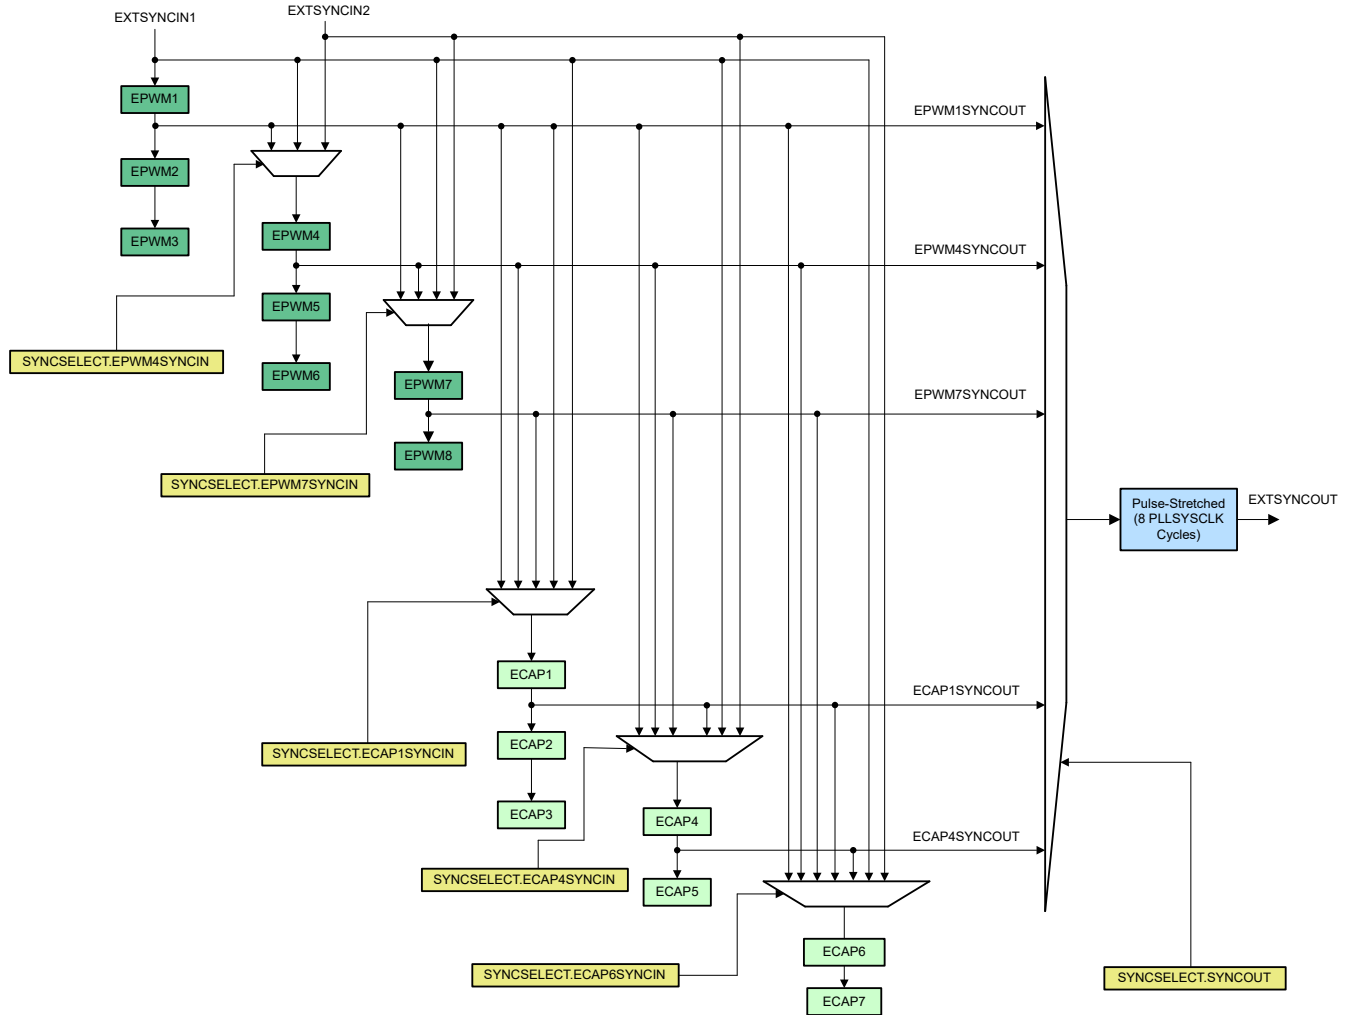 EXTSYNCIN1
EXTSYNCIN2
EPWM1
EPWM1SYNCOUT
EPWM2
EPWM3
EPWM4
EPWM4SYNCOUT
EPWM5
SYNCSELECT.EPWM4SYNCIN
EPWM6
EPWM7
EPWM7SYNCOUT
EPWM8
SYNCSELECT.EPWM7SYNCIN
Pulse-Stretched
(8 PLLSYSCLK
Cycles)
EXTSYNCOUT
ECAP1
ECAP1SYNCOUT
ECAP2
SYNCSELECT.ECAP1SYNCIN
ECAP3
ECAP4
ECAP4SYNCOUT
SYNCSELECT.ECAP4SYNCIN
ECAP5
ECAP6
SYNCSELECT.ECAP6SYNCIN
SYNCSELECT.SYNCOUT
ECAP7